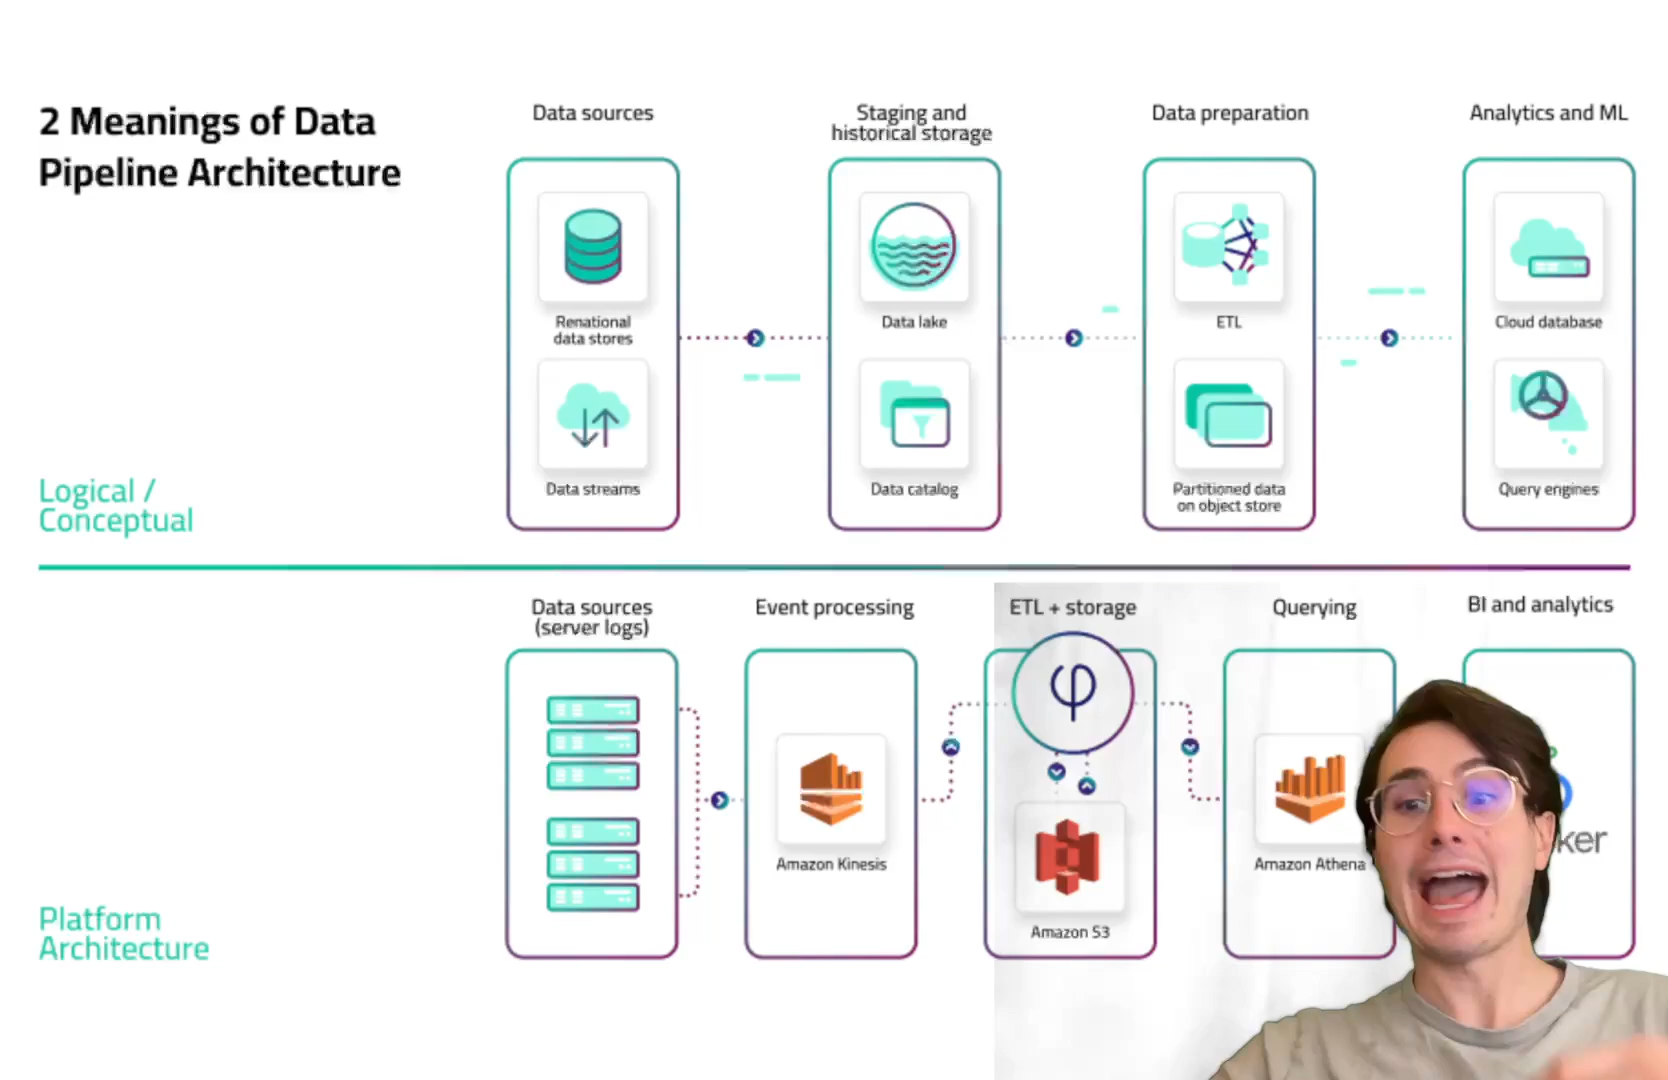 2 Meanings of Data
Pipeline Architecture
Data sources
Staging and
historical storage
Data preparation
Analytics and ML
Renational
data stores
Data lake
ETL
Cloud database
Data streams
Data catalog
Partitioned data
on object store
Query engines
Logical /
Conceptual
Data sources
(server logs)
Event processing
ETL + storage
Querying
BI and analytics
φ
Amazon Kinesis
Amazon S3
Amazon Athena
ker
Platform
Architecture